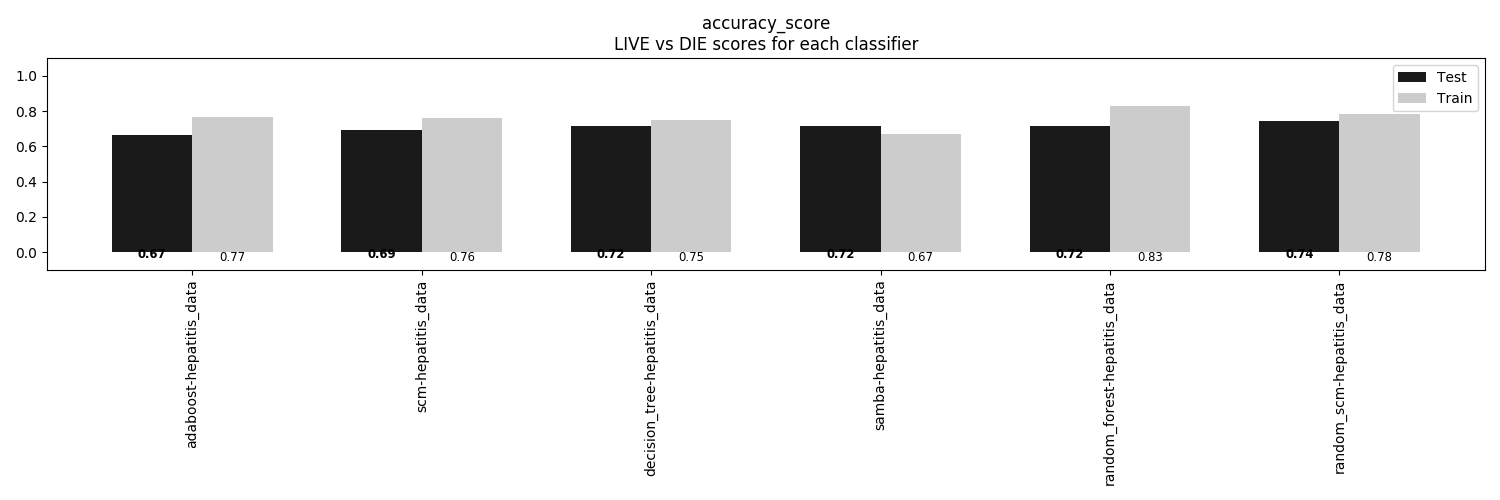 accuracy_score
LIVE vs DIE scores for each classifier
1.0
0.8
0.6
0.4
0.2
0.0
Test
Train
0.67
0.77
0.69
0.76
0.72
0.75
0.72
0.67
0.72
0.83
0.74
0.78
adaboost-hepatitis_data
scm-hepatitis_data
decision_tree-hepatitis_data
samba-hepatitis_data
random_forest-hepatitis_data
random_scm-hepatitis_data